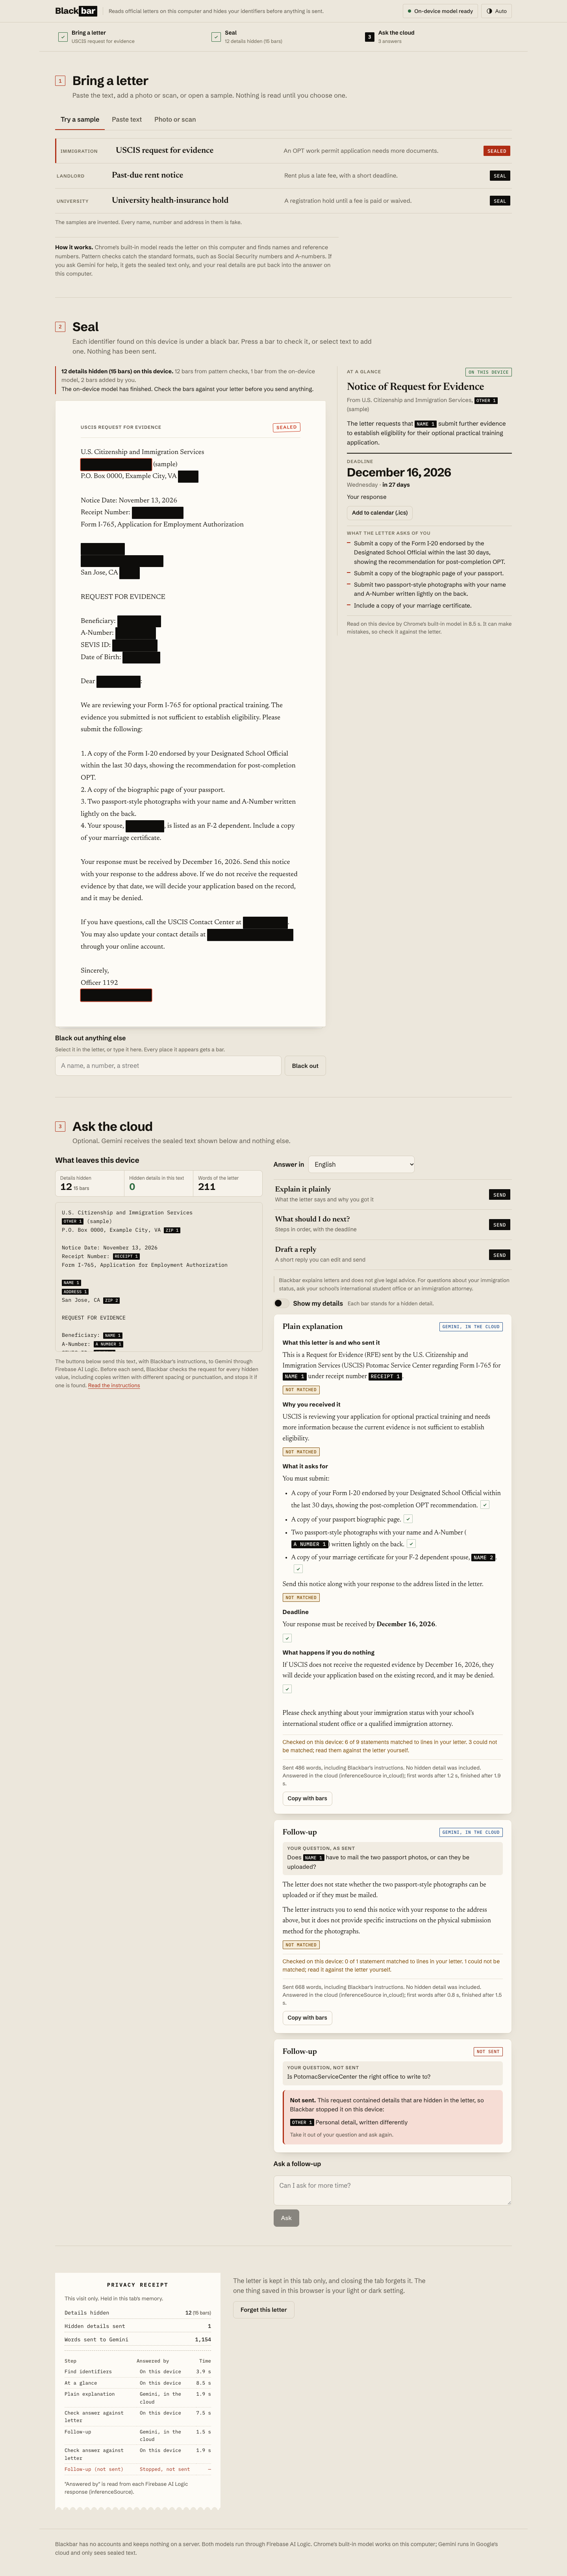 Blackbar
Reads official letters on this computer and hides your identifiers before anything is sent.
On-device model ready
Auto
Bring a letter
USCIS request for evidence
Seal
12 details hidden (15 bars)
3
Ask the cloud
3 answers
1
Bring a letter
Paste the text, add a photo or scan, or open a sample. Nothing is read until you choose one.
Try a sample
Paste text
Photo or scan
IMMIGRATION
USCIS request for evidence
An OPT work permit application needs more documents.
SEALED
LANDLORD
Past-due rent notice
Rent plus a late fee, with a short deadline.
SEAL
UNIVERSITY
University health-insurance hold
A registration hold until a fee is paid or waived.
SEAL
The samples are invented. Every name, number and address in them is fake.
How it works. Chrome's built-in model reads the letter on this computer and finds names and reference
numbers. Pattern checks catch the standard formats, such as Social Security numbers and A-numbers. If
you ask Gemini for help, it gets the sealed text only, and your real details are put back into the answer on
this computer.
2
Seal
Each identifier found on this device is under a black bar. Press a bar to check it, or select text to add
one. Nothing has been sent.
12 details hidden (15 bars) on this device. 12 bars from pattern checks, 1 bar from the on-device
model, 2 bars added by you.
The on-device model has finished. Check the bars against your letter before you send anything.
USCIS REQUEST FOR EVIDENCE
SEALED
U.S. Citizenship and Immigration Services
(sample)
P.O. Box 0000, Example City, VA
Notice Date: November 13, 2026
Receipt Number:
Form I-765, Application for Employment Authorization
San Jose, CA
REQUEST FOR EVIDENCE
Beneficiary:
A-Number:
SEVIS ID:
Date of Birth:
Dear :
We are reviewing your Form I-765 for optional practical training. The
evidence you submitted is not sufficient to establish eligibility. Please
submit the following:
1. A copy of the Form I-20 endorsed by your Designated School Official
within the last 30 days, showing the recommendation for post-completion
OPT.
2. A copy of the biographic page of your passport.
3. Two passport-style photographs with your name and A-Number written
lightly on the back.
4. Your spouse, , is listed as an F-2 dependent. Include a copy
of your marriage certificate.
Your response must be received by December 16, 2026. Send this notice
with your response to the address above. If we do not receive the requested
evidence by that date, we will decide your application based on the record,
and it may be denied.
If you have questions, call the USCIS Contact Center at .
You may also update your contact details at
through your online account.
Sincerely,
Officer 1192
AT A GLANCE
ON THIS DEVICE
Notice of Request for Evidence
From U.S. Citizenship and Immigration Services, OTHER 1
(sample)
The letter requests that NAME 1 submit further evidence
to establish eligibility for their optional practical training
application.
DEADLINE
December 16, 2026
Wednesday · in 27 days
Your response
Add to calendar (.ics)
WHAT THE LETTER ASKS OF YOU
Submit a copy of the Form I-20 endorsed by the
Designated School Official within the last 30 days,
showing the recommendation for post-completion OPT.
Submit a copy of the biographic page of your passport.
Submit two passport-style photographs with your name
and A-Number written lightly on the back.
Include a copy of your marriage certificate.
Read on this device by Chrome's built-in model in 8.5 s. It can make
mistakes, so check it against the letter.
Black out anything else
Select it in the letter, or type it here. Every place it appears gets a bar.
A name, a number, a street
Black out
3
Ask the cloud
Optional. Gemini receives the sealed text shown below and nothing else.
What leaves this device
Details hidden
12 (15 bars)
Hidden details in this text
0
Words of the letter
211
U.S. Citizenship and Immigration Services
OTHER 1 (sample)
P.O. Box 0000, Example City, VA ZIP 1
Notice Date: November 13, 2026
Receipt Number: RECEIPT 1
Form I-765, Application for Employment Authorization
NAME 1
ADDRESS 1
San Jose, CA ZIP 2
REQUEST FOR EVIDENCE
Beneficiary: NAME 1
A-Number: A NUMBER 1
The buttons below send this text, with Blackbar's instructions, to Gemini through
Firebase AI Logic. Before each send, Blackbar checks the request for every hidden
value, including copies written with different spacing or punctuation, and stops if
one is found. Read the instructions
Answer in
English
Explain it plainly
What the letter says and why you got it
SEND
What should I do next?
Steps in order, with the deadline
SEND
Draft a reply
A short reply you can edit and send
SEND
Blackbar explains letters and does not give legal advice. For questions about your immigration
status, ask your school's international student office or an immigration attorney.
Show my details
Each bar stands for a hidden detail.
Plain explanation
GEMINI, IN THE CLOUD
What this letter is and who sent it
This is a Request for Evidence (RFE) sent by the U.S. Citizenship and
Immigration Services (USCIS) Potomac Service Center regarding Form I-765 for
NAME 1 under receipt number RECEIPT 1
NOT MATCHED
Why you received it
USCIS is reviewing your application for optional practical training and needs
more information because the current evidence is not sufficient to establish
eligibility.
NOT MATCHED
What it asks for
You must submit:
A copy of your Form I-20 endorsed by your Designated School Official within
the last 30 days, showing the post-completion OPT recommendation.
A copy of your passport biographic page.
Two passport-style photographs with your name and A-Number (
A NUMBER 1) written lightly on the back.
A copy of your marriage certificate for your F-2 dependent spouse, NAME 2
Send this notice along with your response to the address listed in the letter.
NOT MATCHED
Deadline
Your response must be received by December 16, 2026.
What happens if you do nothing
If USCIS does not receive the requested evidence by December 16, 2026, they
will decide your application based on the existing record, and it may be denied.
Please check anything about your immigration status with your school's
international student office or a qualified immigration attorney.
Checked on this device: 6 of 9 statements matched to lines in your letter. 3 could not
be matched; read them against the letter yourself.
Sent 486 words, including Blackbar's instructions. No hidden detail was included.
Answered in the cloud (inferenceSource in_cloud); first words after 1.2 s, finished after 1.9
s.
Copy with bars
Follow-up
GEMINI, IN THE CLOUD
YOUR QUESTION, AS SENT
Does NAME 1 have to mail the two passport photos, or can they be
uploaded?
The letter does not state whether the two passport-style photographs can be
uploaded or if they must be mailed.
The letter instructs you to send this notice with your response to the address
above, but it does not provide specific instructions on the physical submission
method for the photographs.
NOT MATCHED
Checked on this device: 0 of 1 statement matched to lines in your letter. 1 could not be
matched; read it against the letter yourself.
Sent 668 words, including Blackbar's instructions. No hidden detail was included.
Answered in the cloud (inferenceSource in_cloud); first words after 0.8 s, finished after 1.5
s.
Copy with bars
Follow-up
NOT SENT
YOUR QUESTION, NOT SENT
Is PotomacServiceCenter the right office to write to?
Not sent. This request contained details that are hidden in the letter, so
Blackbar stopped it on this device:
OTHER 1 Personal detail, written differently
Take it out of your question and ask again.
Ask a follow-up
Can I ask for more time?
Ask
PRIVACY RECEIPT
This visit only. Held in this tab's memory.
Details hidden 12 (15 bars)
Hidden details sent 1
Words sent to Gemini 1,154
Step Answered by Time
Find identifiers On this device 3.9 s
At a glance On this device 8.5 s
Plain explanation Gemini, in the cloud 1.9 s
Check answer against letter On this device 7.5 s
Follow-up Gemini, in the cloud 1.5 s
Check answer against letter On this device 1.9 s
Follow-up (not sent) Stopped, not sent —
"Answered by" is read from each Firebase AI Logic
response (inferenceSource).
The letter is kept in this tab only, and closing the tab forgets it. The
one thing saved in this browser is your light or dark setting.
Forget this letter
Blackbar has no accounts and keeps nothing on a server. Both models run through Firebase AI Logic. Chrome's built-in model works on this computer; Gemini runs in Google's
cloud and only sees sealed text.